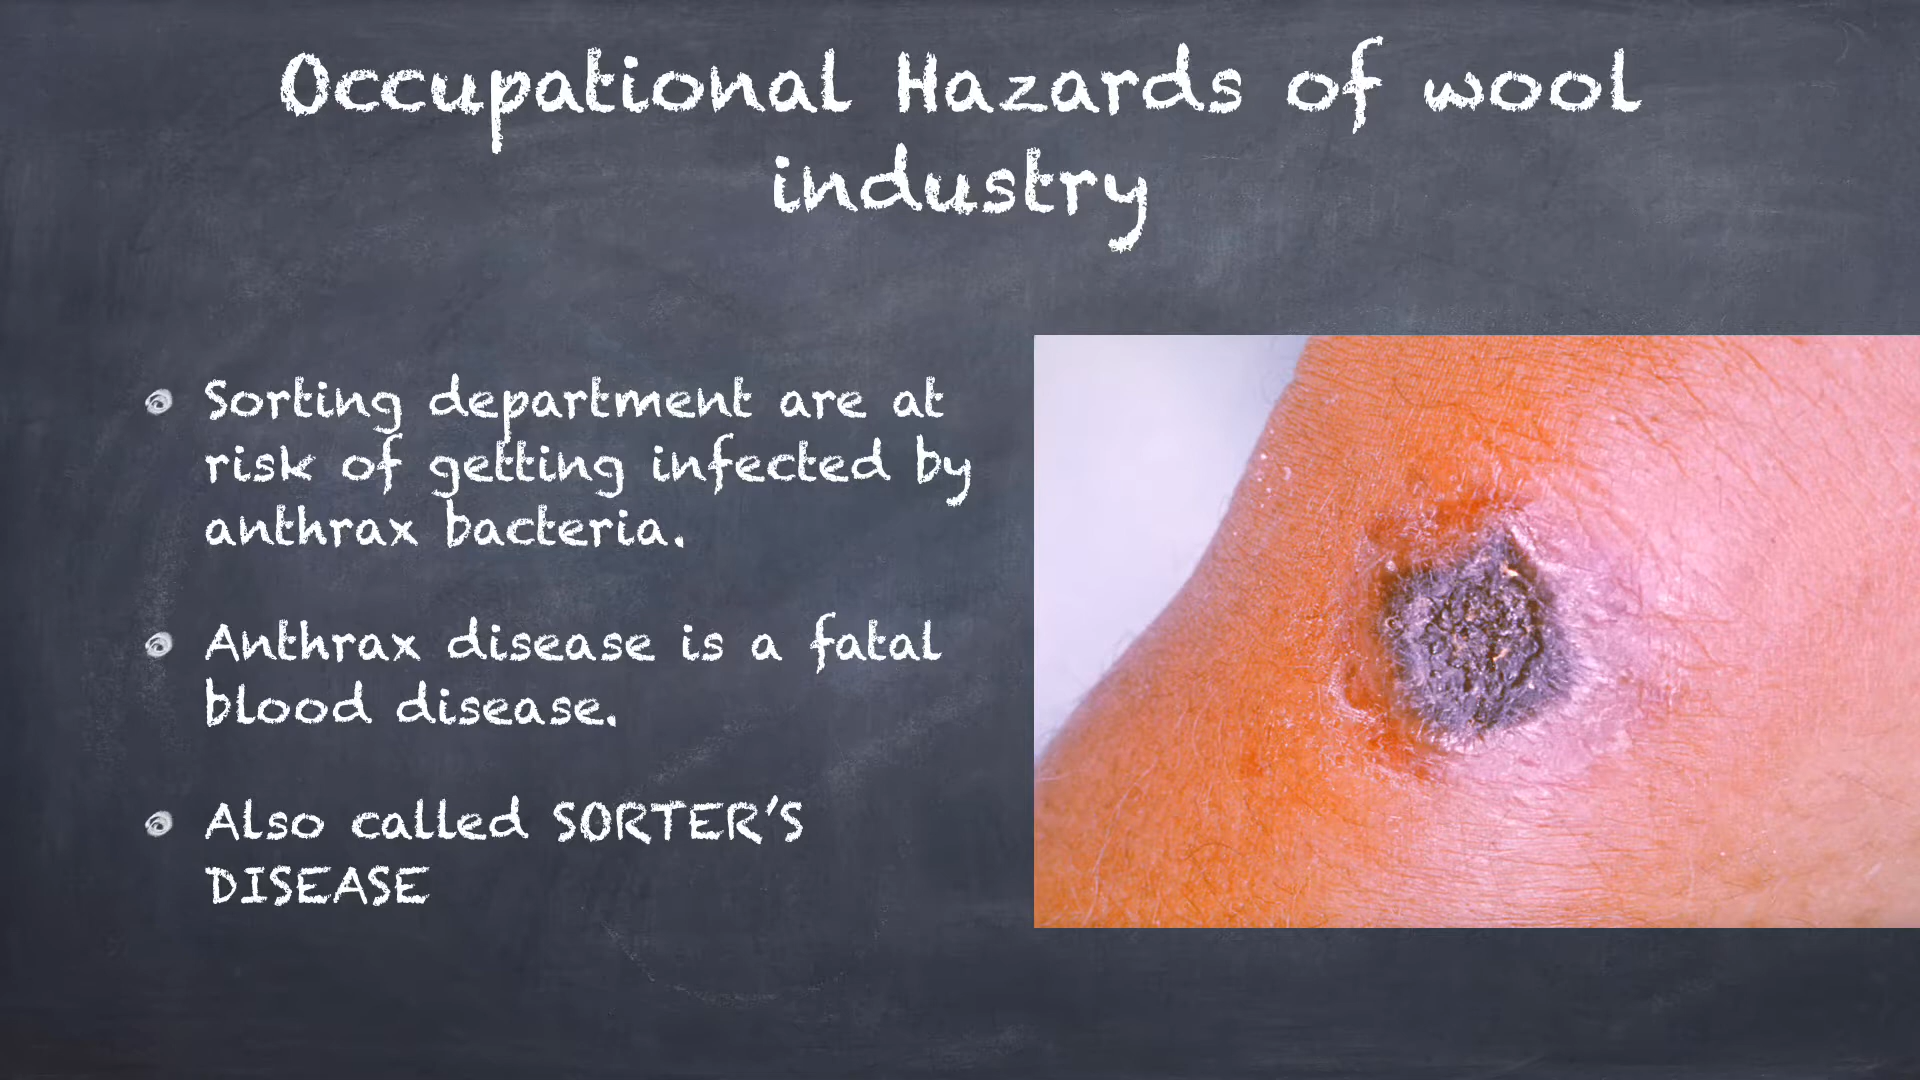 Occupational Hazards of wool
industry
Sorting department are at
risk of getting infected by
anthrax bacteria.
Anthrax disease is a fatal
blood disease.
Also called SORTER'S
DISEASE